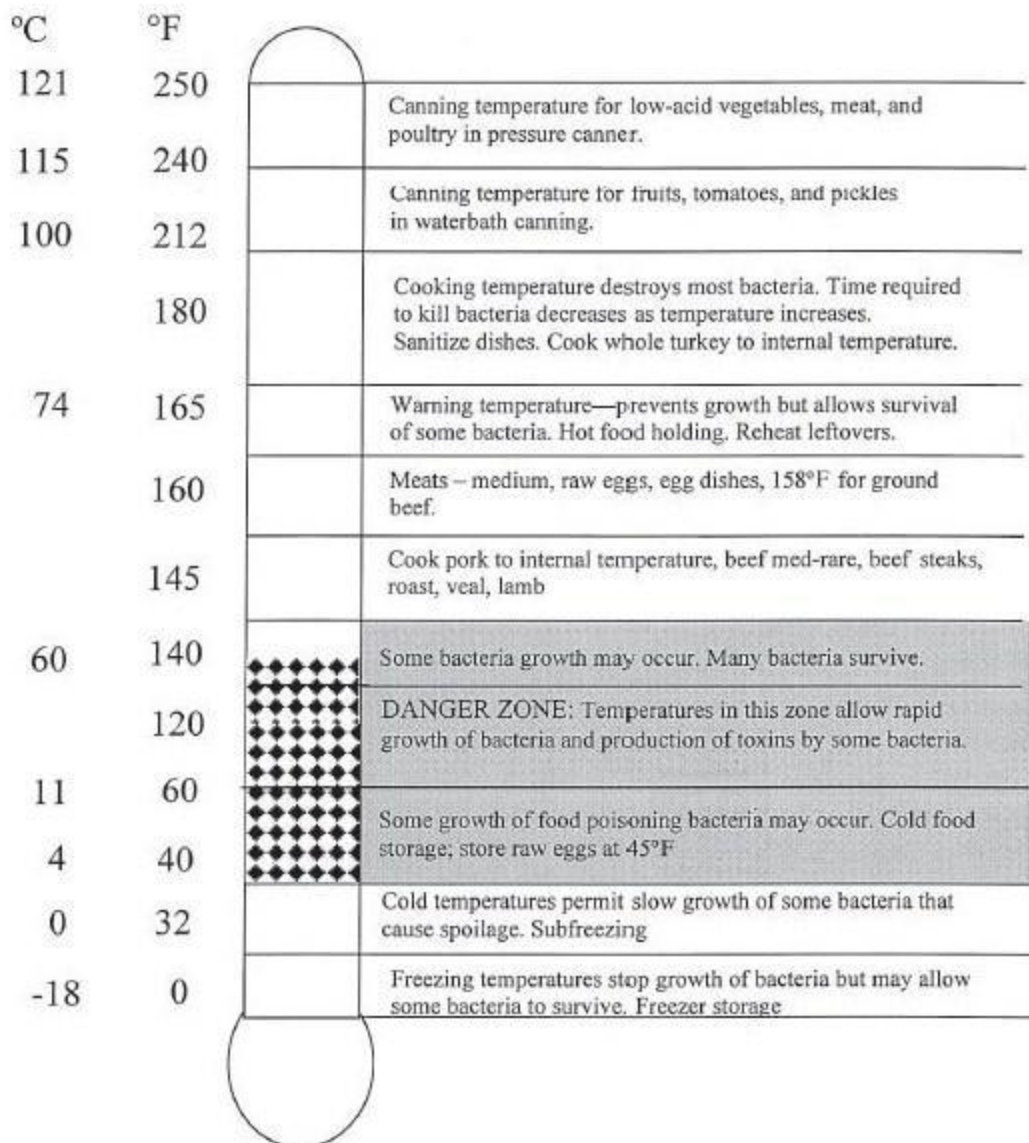 ºC °F
121 250
Canning temperature for low-acid vegetables, meat, and
poultry in pressure canner.
115 240
Canning temperature for fruits, tomatoes, and pickles
in waterbath canning.
100 212
Cooking temperature destroys most bacteria. Time required
to kill bacteria decreases as temperature increases.
Sanitize dishes. Cook whole turkey to internal temperature.
180
74 165
Warning temperature—prevents growth but allows survival
of some bacteria. Hot food holding. Reheat leftovers.
160
Meats – medium, raw eggs, egg dishes, 158°F for ground
beef.
145
Cook pork to internal temperature, beef med-rare, beef steaks,
roast, veal, lamb
60 140
Some bacteria growth may occur. Many bacteria survive.
120
DANGER ZONE: Temperatures in this zone allow rapid
growth of bacteria and production of toxins by some bacteria.
11 60
Some growth of food poisoning bacteria may occur. Cold food
storage; store raw eggs at 45°F
4 40
Cold temperatures permit slow growth of some bacteria that
cause spoilage. Subfreezing
0 32
Freezing temperatures stop growth of bacteria but may allow
some bacteria to survive. Freezer storage
-18 0